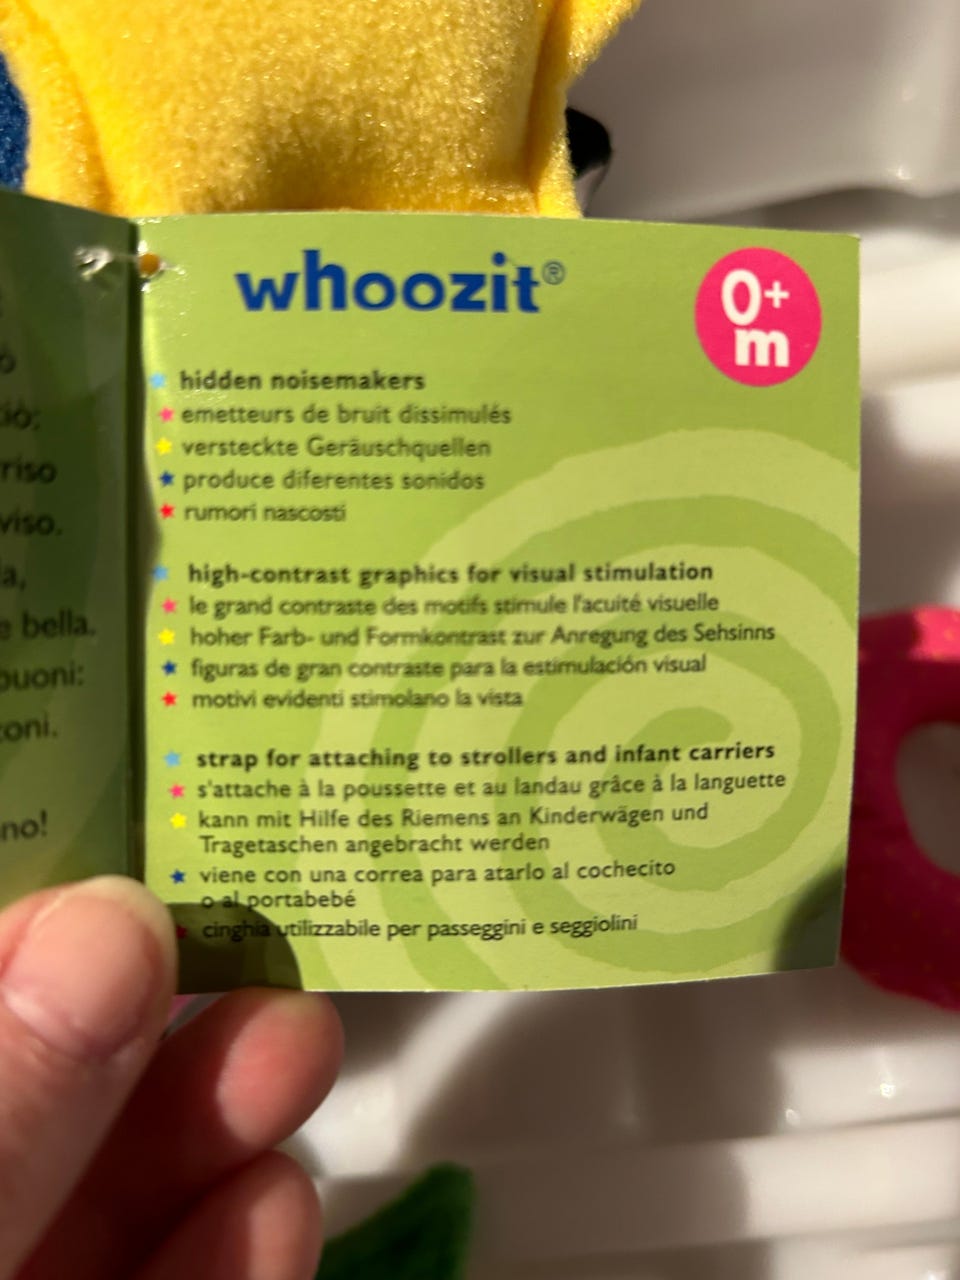 whoozit®
0+
m
hidden noisemakers
emetteurs de bruit dissimulés
versteckte Geräuschquellen
produce diferentes sonidos
rumori nascosti
high-contrast graphics for visual stimulation
le grand contraste des motifs stimule l'acuité visuelle
hoher Farb- und Formkontrast zur Anregung des Sehsinns
figuras de gran contraste para la estimulación visual
motivi evidenti stimolano la vista
strap for attaching to strollers and infant carriers
s'attache à la poussette et au landau grâce à la languette
kann mit Hilfe des Riemens an Kinderwägen und
Tragetaschen angebracht werden
viene con una correa para atarlo al cochecito
o al portabebé
cinghia utilizzabile per passeggini e seggiolini
riso
viso.
e bella.